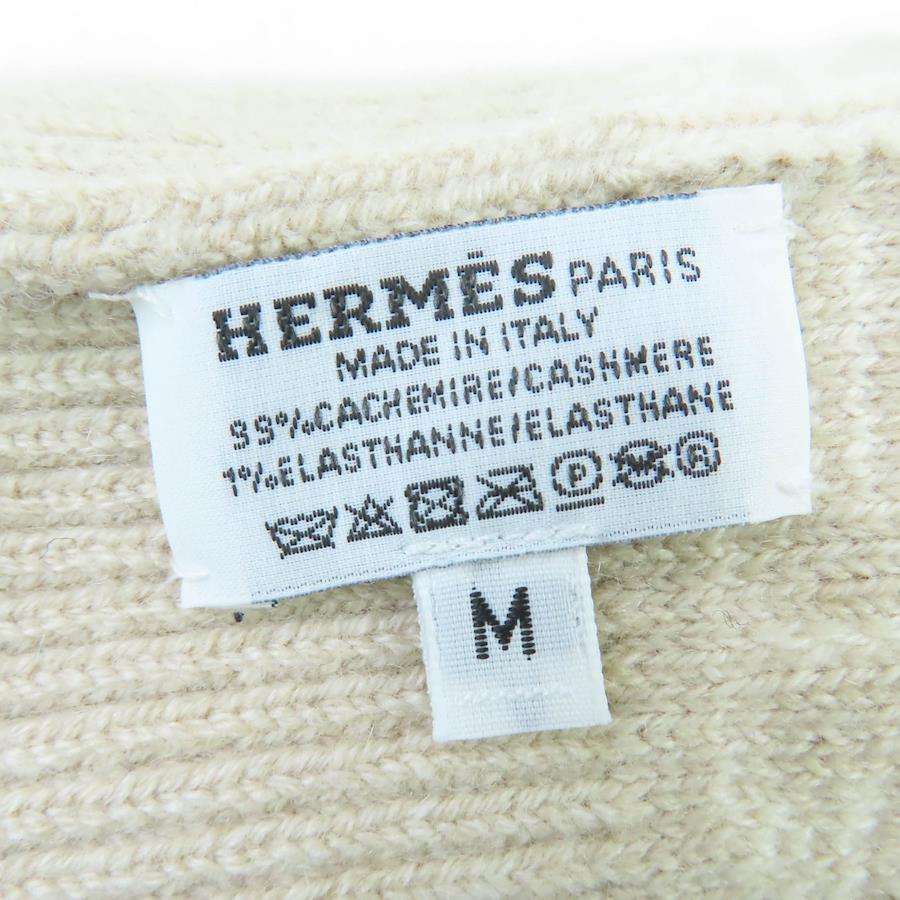 HERMÈS PARIS
MADE IN ITALY
99%CACHEMIRE/CASHMERE
1%ELASTHANNE/ELASTHANE
P W R
M